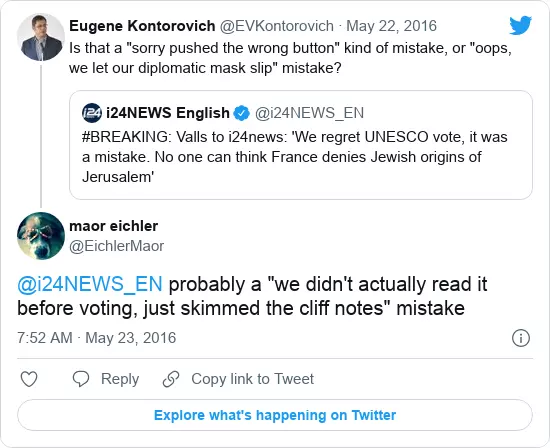 Eugene Kontorovich @EVKontorovich · May 22, 2016
Is that a "sorry pushed the wrong button" kind of mistake, or "oops,
we let our diplomatic mask slip" mistake?
i24 i24NEWS English @i24NEWS_EN
#BREAKING: Valls to i24news: 'We regret UNESCO vote, it was
a mistake. No one can think France denies Jewish origins of
Jerusalem'
maor eichler
@EichlerMaor
@i24NEWS_EN probably a "we didn't actually read it
before voting, just skimmed the cliff notes" mistake
7:52 AM · May 23, 2016
Reply Copy link to Tweet
Explore what's happening on Twitter